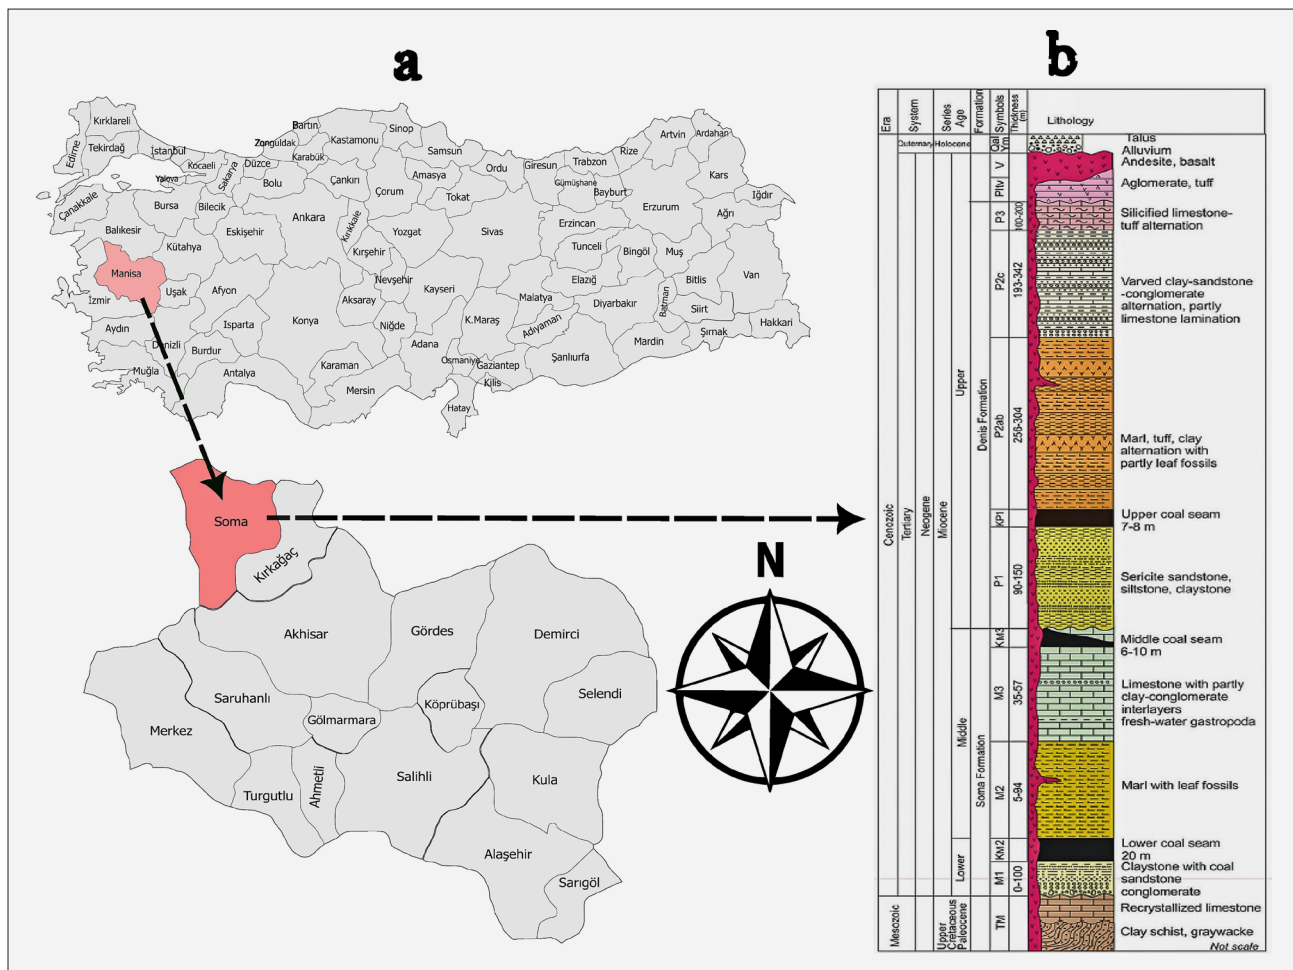 a
b
Kırklareli
Edirne
Tekirdağ
İstanbul
Kocaeli
Yalova
Sakarya
Düzce
Zonguldak
Bartın
Karabük
Kastamonu
Sinop
Samsun
Ordu
Giresun
Trabzon
Rize
Artvin
Ardahan
Kars
Iğdır
Ağrı
Çanakkale
Balıkesir
Bursa
Bilecik
Bolu
Çankırı
Çorum
Amasya
Tokat
Gümüşhane
Bayburt
Erzurum
Erzincan
Kütahya
Eskişehir
Ankara
Kırıkkale
Kırşehir
Yozgat
Sivas
Tunceli
Bingöl
Muş
Bitlis
Van
Manisa
İzmir
Uşak
Afyon
Aksaray
Nevşehir
Kayseri
Malatya
Elazığ
Diyarbakır
Batman
Siirt
Şırnak
Hakkari
Aydın
Denizli
Isparta
Burdur
Konya
Niğde
Adana
K.Maraş
Adıyaman
Şanlıurfa
Mardin
Muğla
Antalya
Karaman
Mersin
Osmaniye
Gaziantep
Kilis
Hatay
Soma
Kırkağaç
Akhisar
Gördes
Demirci
Saruhanlı
Gölmarmara
Köprübaşı
Selendi
Merkez
Turgutlu
Ahmetli
Salihli
Kula
Alaşehir
Sarıgöl
N
Era
System
Series
Age
Formation
Symbols
Thickness
(m)
Lithology
Quaternary
Holocene
Qal
Ym
Talus
Alluvium
V
Andesite, basalt
Pltv
Aglomerate, tuff
P3
100-200
Silicified limestone-
tuff alternation
P2c
193-342
Varved clay-sandstone
-conglomerate
alternation, partly
limestone lamination
P2ab
256-304
Marl, tuff, clay
alternation with
partly leaf fossils
KP1
Upper coal seam
7-8 m
P1
90-150
Sericite sandstone,
siltstone, claystone
KM3
Middle coal seam
6-10 m
M3
35-57
Limestone with partly
clay-conglomerate
interlayers
fresh-water gastropoda
M2
5-94
Marl with leaf fossils
KM2
Lower coal seam
20 m
M1
0-100
Claystone with coal
sandstone
conglomerate
TM
Recrystallized limestone
Clay schist, graywacke
Not scale
Cenozoic
Tertiary
Neogene
Miocene
Upper
Middle
Lower
Denis Formation
Soma Formation
Mesozoic
Upper
Cretaceous
Paleocene